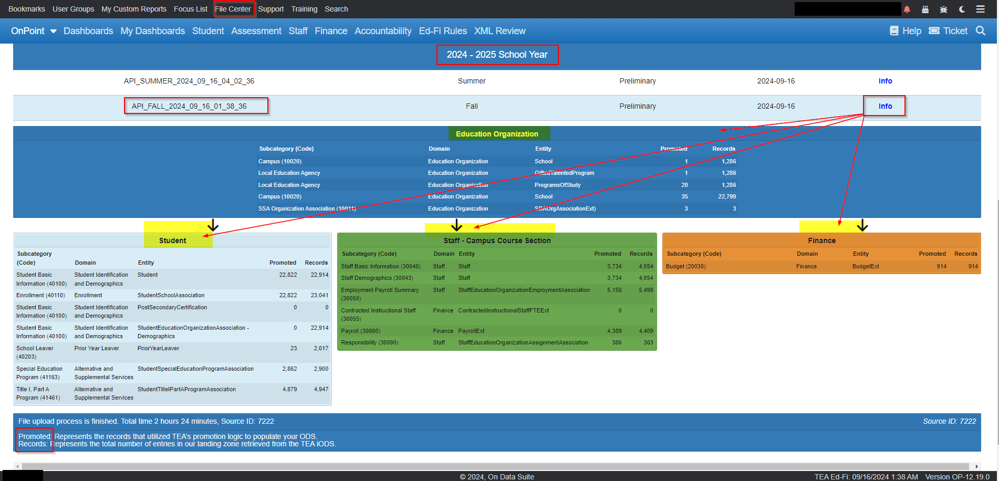 Bookmarks User Groups My Custom Reports Focus List File Center Support Training Search
OnPoint Dashboards My Dashboards Student Assessment Staff Finance Accountability Ed-Fi Rules XML Review Help Ticket
2024 - 2025 School Year
API_SUMMER_2024_09_16_04_02_36 Summer Preliminary 2024-09-16 Info
API_FALL_2024_09_16_01_38_36 Fall Preliminary 2024-09-16 Info
Education Organization
Subcategory (Code) Domain Entity Promoted Records
Campus (10020) Education Organization School 1 1,286
Local Education Agency Education Organization GiftedTalentedProgram 1 1,286
Local Education Agency Education Organization ProgramsOfStudy 20 1,286
Campus (10020) Education Organization School 35 22,799
SSA Organization Association (10011) Education Organization SSAOrgAssociationExt) 3 3
Student
Subcategory
(Code) Domain Entity Promoted Records
Student Basic Student Identification Student 22,822 22,914
Information (40100) and Demographics
Enrollment (40110) Enrollment StudentSchoolAssociation 22,822 23,041
Student Basic Student Identification PostSecondaryCertification 0 0
Information (40100) and Demographics
Student Basic Student Identification StudentEducationOrganizationAssociation - 0 22,914
Information (40100) and Demographics Demographics
School Leaver Prior Year Leaver PriorYearLeaver 23 2,017
(40203)
Special Education Alternative and StudentSpecialEducationProgramAssociation 2,862 2,900
Program (41163) Supplemental Services
Title I, Part A Alternative and StudentTitleIPartAProgramAssociation 4,879 4,947
Program (41461) Supplemental Services
Staff - Campus Course Section
Subcategory (Code) Domain Entity Promoted Records
Staff Basic Information (30040) Staff Staff 3,734 4,054
Staff Demographics (30043) Staff Staff 3,734 4,054
Employment Payroll Summary Staff StaffEducationOrganizationEmploymentAssociation 5,158 5,499
(30050)
Contracted Instructional Staff Finance ContractedInstructionalStaffFTEExt 0 0
(30055)
Payroll (30060) Finance PayrollExt 4,389 4,409
Responsibility (30090) Staff StaffEducationOrganizationAssignmentAssociation 386 363
Finance
Subcategory (Code) Domain Entity Promoted Records
Budget (20030) Finance BudgetExt 914 914
File upload process is finished. Total time 2 hours 24 minutes, Source ID: 7222 Source ID: 7222
Promoted: Represents the records that utilized TEA's promotion logic to populate your ODS.
Records: Represents the total number of entries in our landing zone retrieved from the TEA iODS.
© 2024, On Data Suite TEA Ed-Fi: 09/16/2024 1:38 AM Version OP-12.19.0